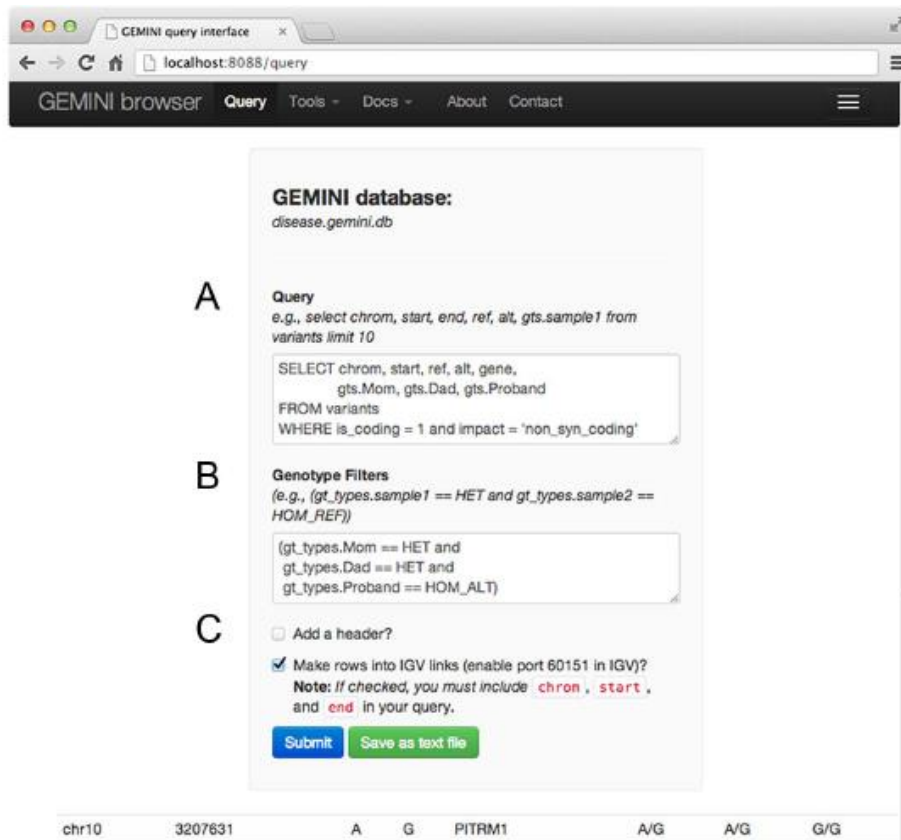 GEMINI query interface
localhost:8088/query
GEMINI browser Query Tools Docs About Contact
GEMINI database:
disease.gemini.db
A
Query
e.g., select chrom, start, end, ref, alt, gts.sample1 from
variants limit 10
SELECT chrom, start, ref, alt, gene,
gts.Mom, gts.Dad, gts.Proband
FROM variants
WHERE is_coding = 1 and impact = 'non_syn_coding'
B
Genotype Filters
(e.g., (gt_types.sample1 == HET and gt_types.sample2 ==
HOM_REF))
(gt_types.Mom == HET and
gt_types.Dad == HET and
gt_types.Proband == HOM_ALT)
C
Add a header?
Make rows into IGV links (enable port 60151 in IGV)?
Note: If checked, you must include chrom, start,
and end in your query.
Submit Save as text file
chr10 3207631 A G PITRM1 A/G A/G G/G